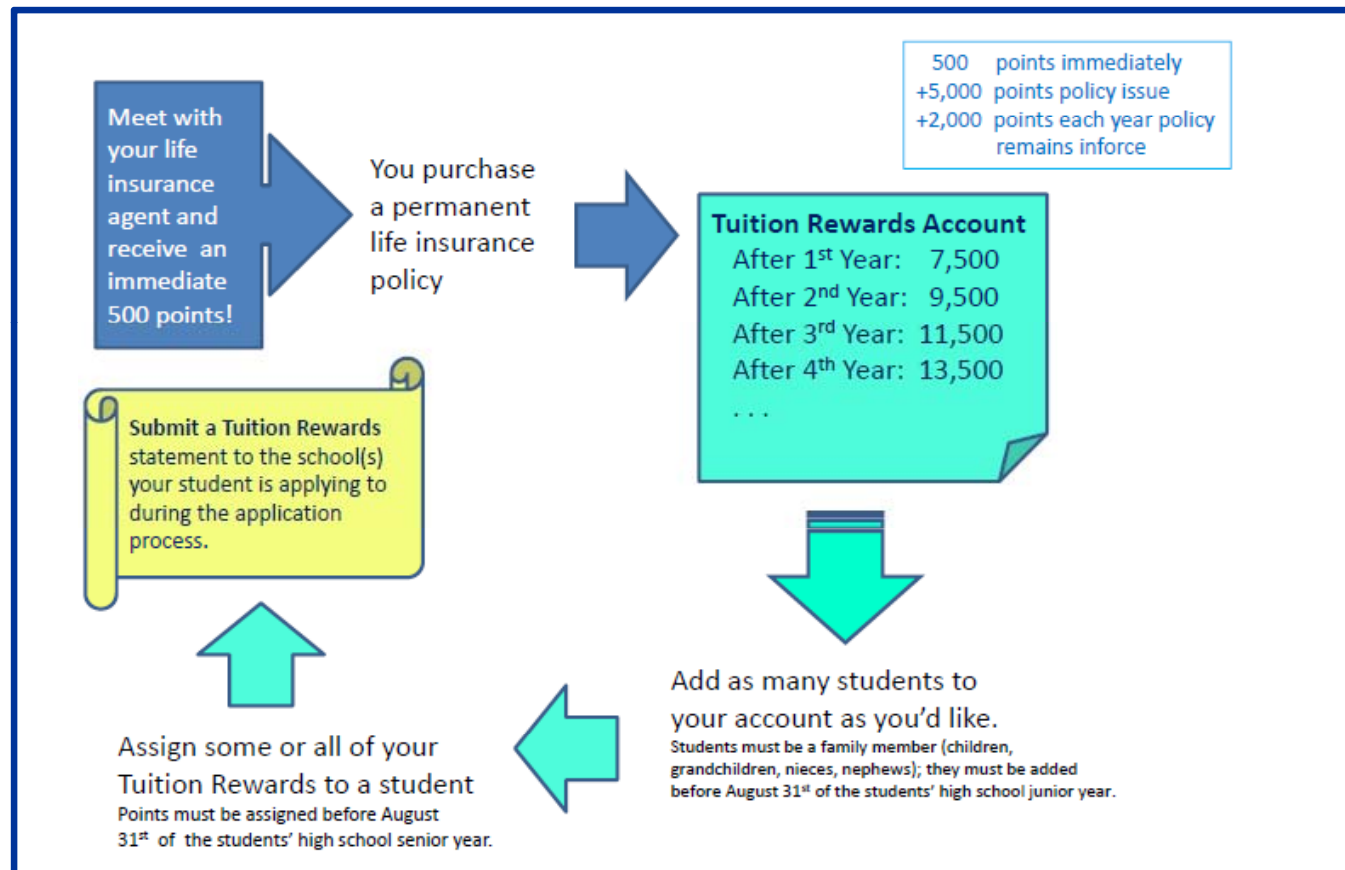 500 points immediately
+5,000 points policy issue
+2,000 points each year policy
remains inforce
Meet with
your life
insurance
agent and
receive an
immediate
500 points!
You purchase
a permanent
life insurance
policy
Tuition Rewards Account
After 1st Year: 7,500
After 2nd Year: 9,500
After 3rd Year: 11,500
After 4th Year: 13,500
. . .
Add as many students to
your account as you'd like.
Students must be a family member (children,
grandchildren, nieces, nephews); they must be added
before August 31st of the students' high school junior year.
Assign some or all of your
Tuition Rewards to a student
Points must be assigned before August
31st of the students' high school senior year.
Submit a Tuition Rewards
statement to the school(s)
your student is applying to
during the application
process.